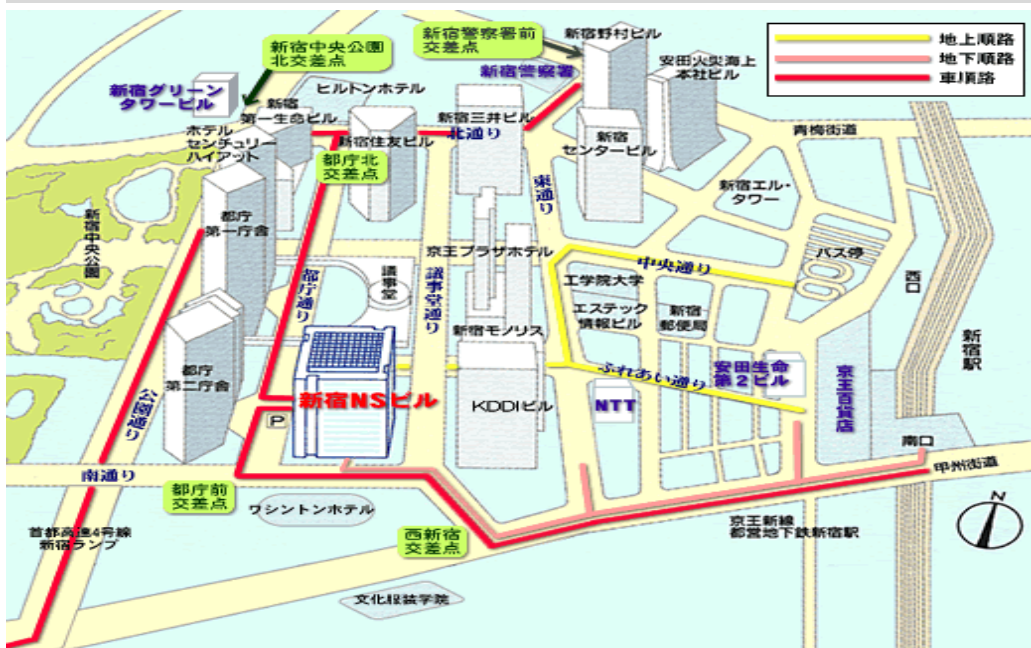 新宿中央公園
北交差点
新宿警察署前
交差点
新宿野村ビル
地上順路
地下順路
車順路
新宿警察署
安田火災海上
本社ビル
新宿グリーン
タワービル
ヒルトンホテル
新宿
第一生命ビル
新宿三井ビル
北通り
ホテル
センチュリー
ハイアット
新宿住友ビル
新宿
センタービル
青梅街道
都庁北
交差点
東通り
新宿エル・
タワー
新宿中央公園
都庁
第一庁舎
京王プラザホテル
中央通り
バス停
西口
都庁通り
議事堂
議事堂通り
工学院大学
エステック
情報ビル
新宿
郵便局
新宿駅
新宿モノリス
都庁
第二庁舎
ふれあい通り
安田生命
第2ビル
京王百貨店
公園通り
新宿NSビル
P
KDDIビル
NTT
南口
南通り
甲州街道
都庁前
交差点
ワシントンホテル
N
首都高速4号線
新宿ランプ
西新宿
交差点
京王新線
都営地下鉄新宿駅
文化服装学院